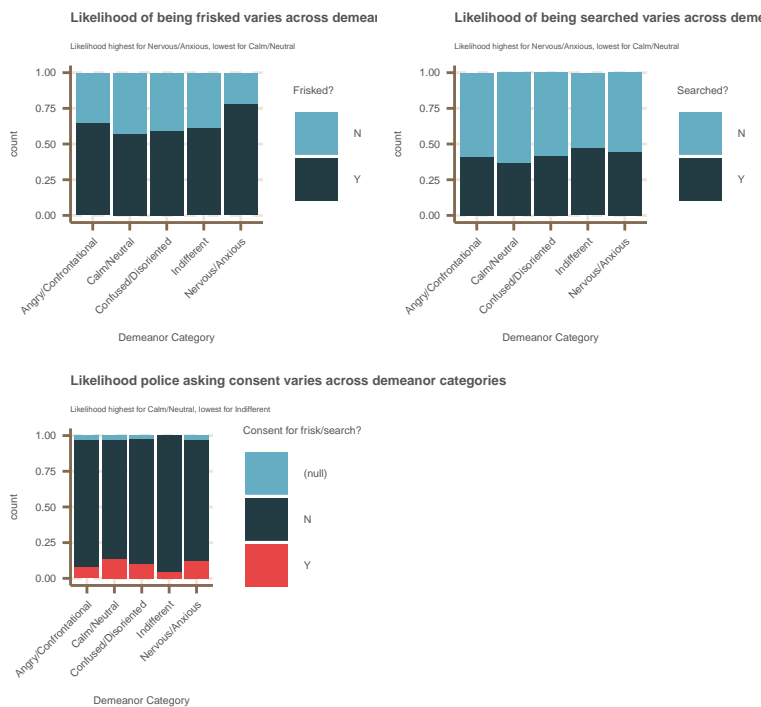 Likelihood of being frisked varies across demear
Likelihood highest for Nervous/Anxious, lowest for Calm/Neutral
Frisked?
N
Y
count
1.00
0.75
0.50
0.25
0.00
Angry/Confrontational
Calm/Neutral
Confused/Disoriented
Indifferent
Nervous/Anxious
Demeanor Category
Likelihood of being searched varies across deme
Likelihood highest for Nervous/Anxious, lowest for Calm/Neutral
Searched?
N
Y
count
1.00
0.75
0.50
0.25
0.00
Angry/Confrontational
Calm/Neutral
Confused/Disoriented
Indifferent
Nervous/Anxious
Demeanor Category
Likelihood police asking consent varies across demeanor categories
Likelihood highest for Calm/Neutral, lowest for Indifferent
Consent for frisk/search?
(null)
N
Y
count
1.00
0.75
0.50
0.25
0.00
Angry/Confrontational
Calm/Neutral
Confused/Disoriented
Indifferent
Nervous/Anxious
Demeanor Category